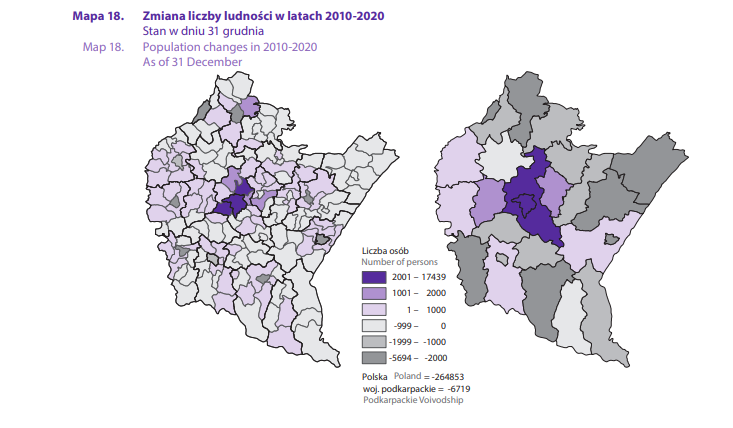 Mapa 18. Zmiana liczby ludności w latach 2010-2020
Stan w dniu 31 grudnia
Map 18. Population changes in 2010-2020
As of 31 December
Liczba osób
Number of persons
2001 – 17439
1001 – 2000
1 – 1000
-999 – 0
-1999 – -1000
-5694 – -2000
Polska Poland = -264853
woj. podkarpackie = -6719
Podkarpackie Voivodship